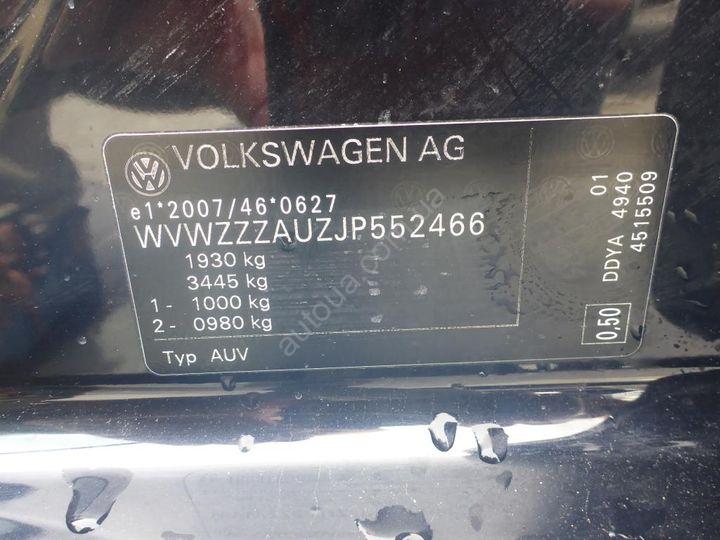 VOLKSWAGEN AG
e1*2007/46*0627
WVWZZZAUZJP552466
1930 kg
3445 kg
1- 1000 kg
2- 0980 kg
Typ AUV
01
DDYA 4940
4515509
0,50
autoua.com.ua